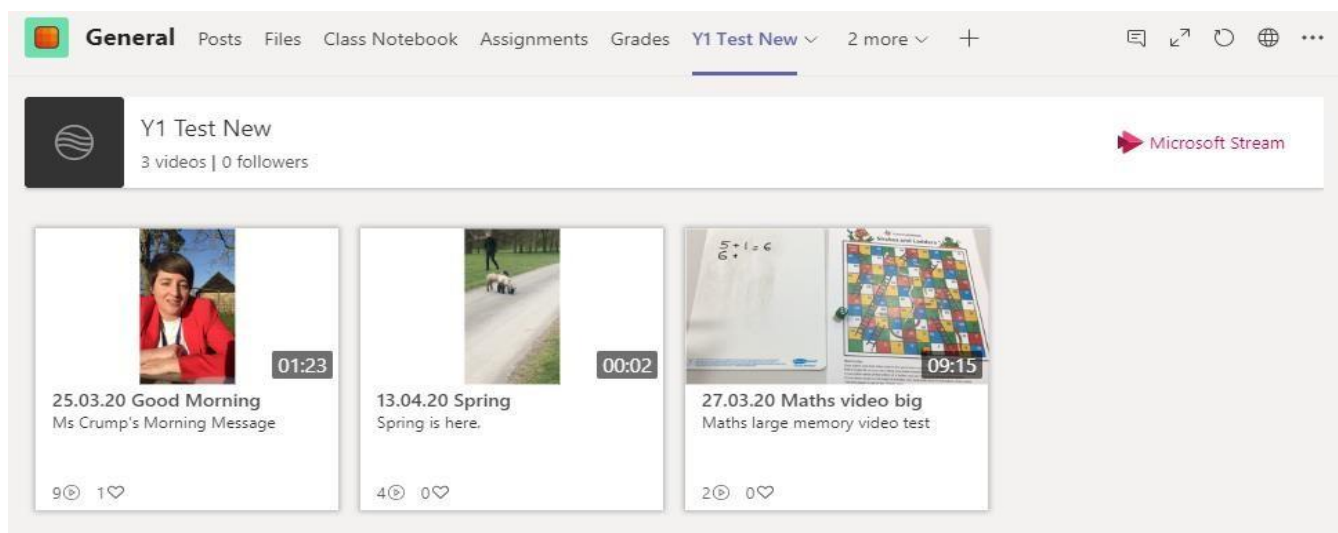 General Posts Files Class Notebook Assignments Grades Y1 Test New 2 more
Y1 Test New
3 videos | 0 followers
Microsoft Stream
5+1=6
6+
Snakes and Ladders
01:23
00:02
09:15
25.03.20 Good Morning
Ms Crump's Morning Message
9 1
13.04.20 Spring
Spring is here.
4 0
27.03.20 Maths video big
Maths large memory video test
2 0